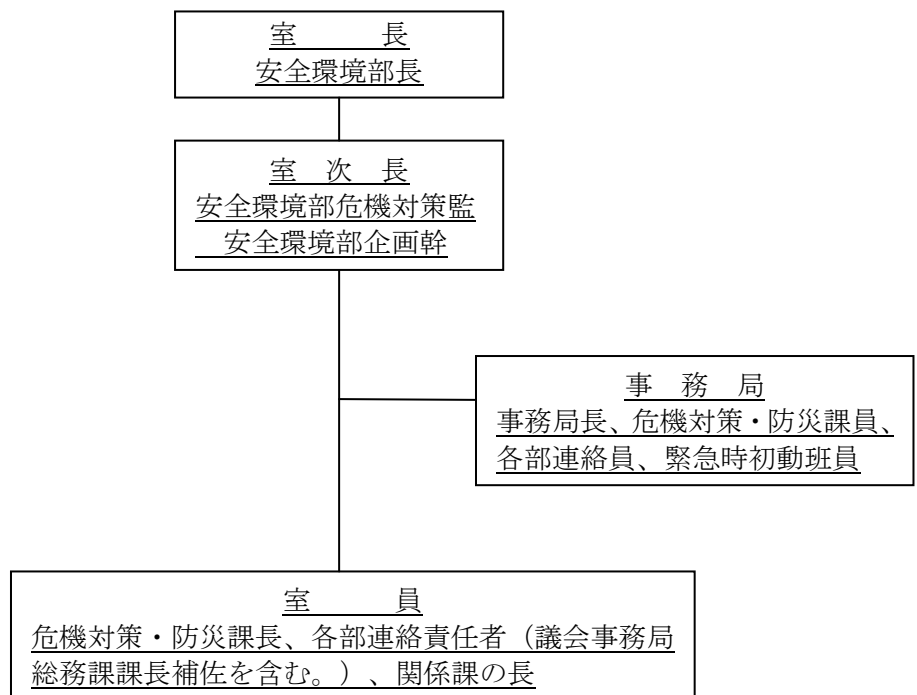 室　　　長
安全環境部長
室　次　長
安全環境部危機対策監
安全環境部企画幹
事　務　局
事務局長、危機対策・防災課員、
各部連絡員、緊急時初動班員
室　　　員
危機対策・防災課長、各部連絡責任者（議会事務局
総務課課長補佐を含む。）、関係課の長